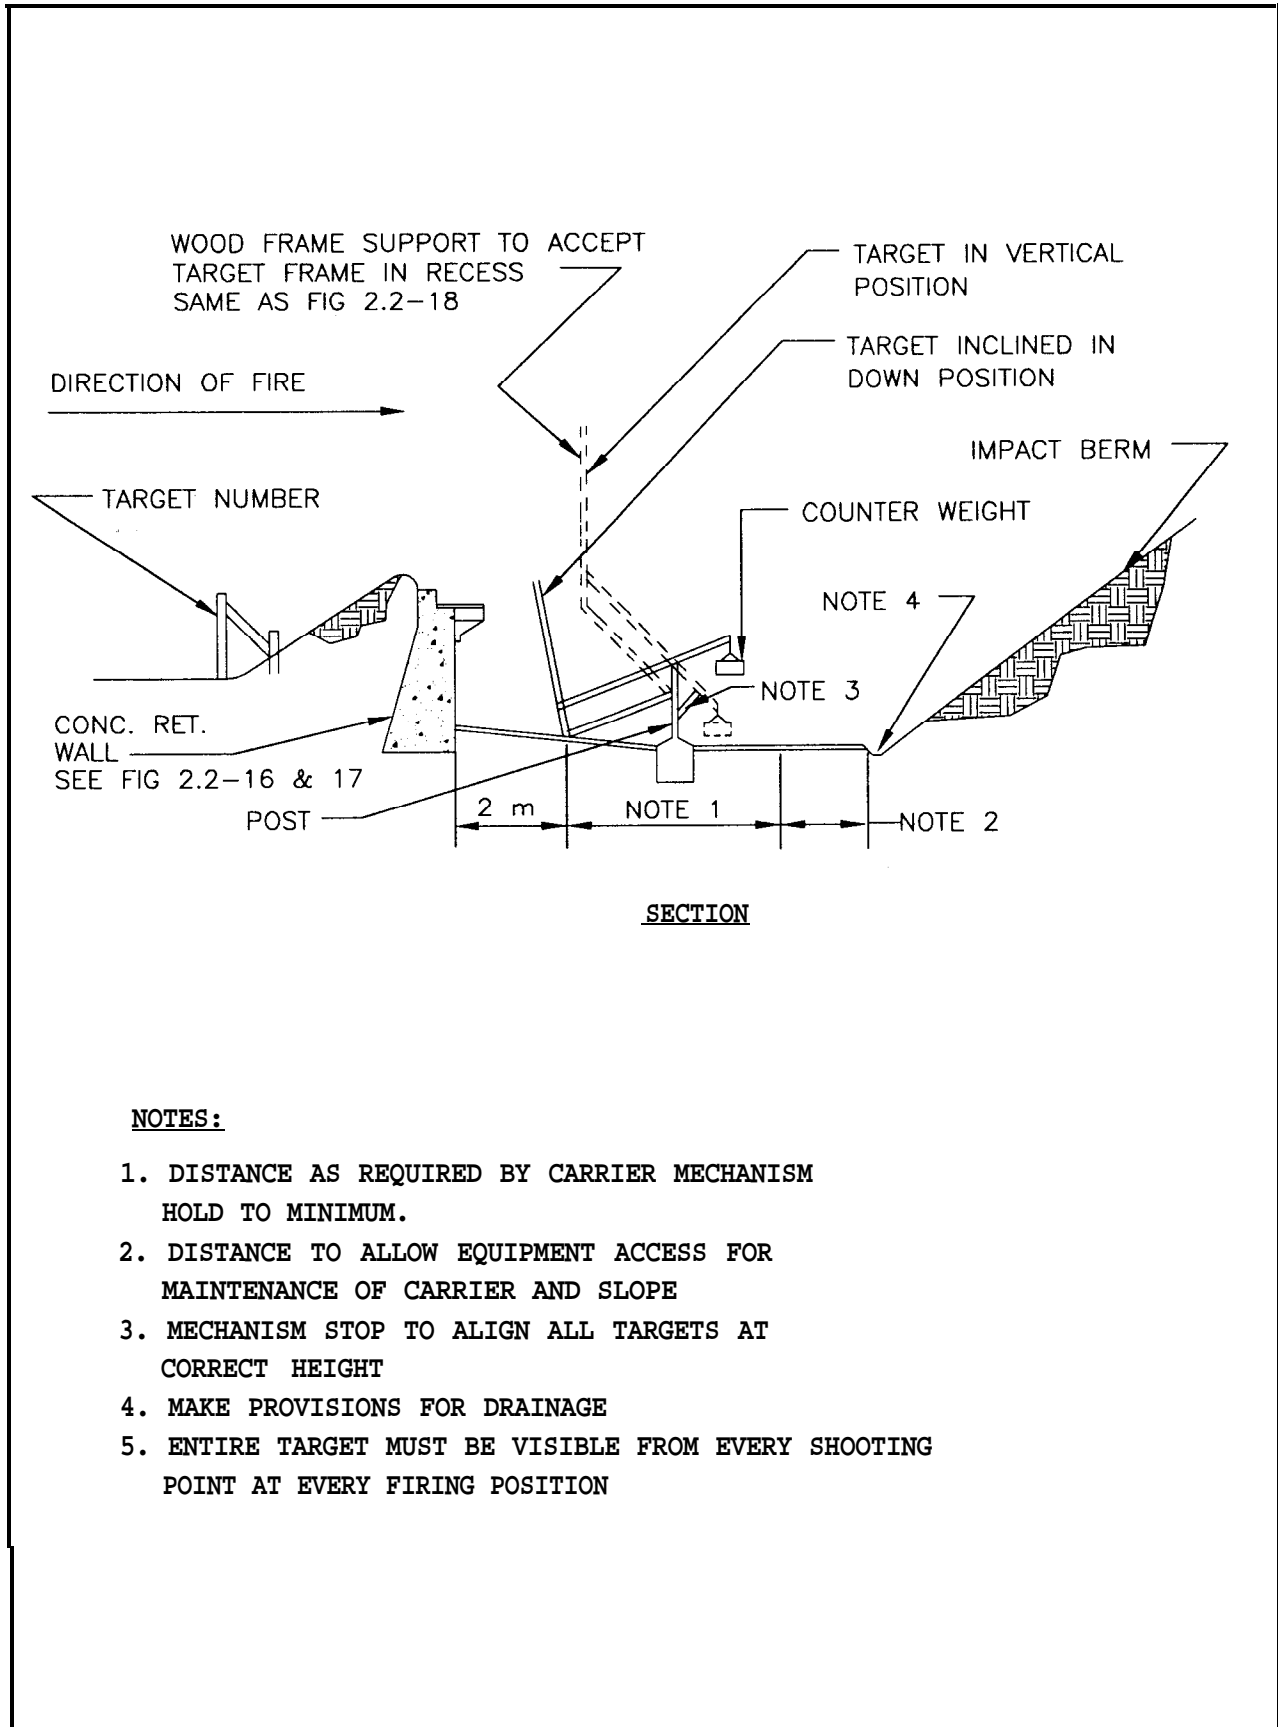 WOOD FRAME SUPPORT TO ACCEPT
TARGET FRAME IN RECESS
SAME AS FIG 2.2-18
TARGET IN VERTICAL
POSITION
TARGET INCLINED IN
DOWN POSITION
DIRECTION OF FIRE
IMPACT BERM
TARGET NUMBER
COUNTER WEIGHT
NOTE 4
NOTE 3
CONC. RET.
WALL
SEE FIG 2.2-16 & 17
POST
2 m
NOTE 1
NOTE 2
SECTION
NOTES:
1. DISTANCE AS REQUIRED BY CARRIER MECHANISM
HOLD TO MINIMUM.
2. DISTANCE TO ALLOW EQUIPMENT ACCESS FOR
MAINTENANCE OF CARRIER AND SLOPE
3. MECHANISM STOP TO ALIGN ALL TARGETS AT
CORRECT HEIGHT
4. MAKE PROVISIONS FOR DRAINAGE
5. ENTIRE TARGET MUST BE VISIBLE FROM EVERY SHOOTING
POINT AT EVERY FIRING POSITION